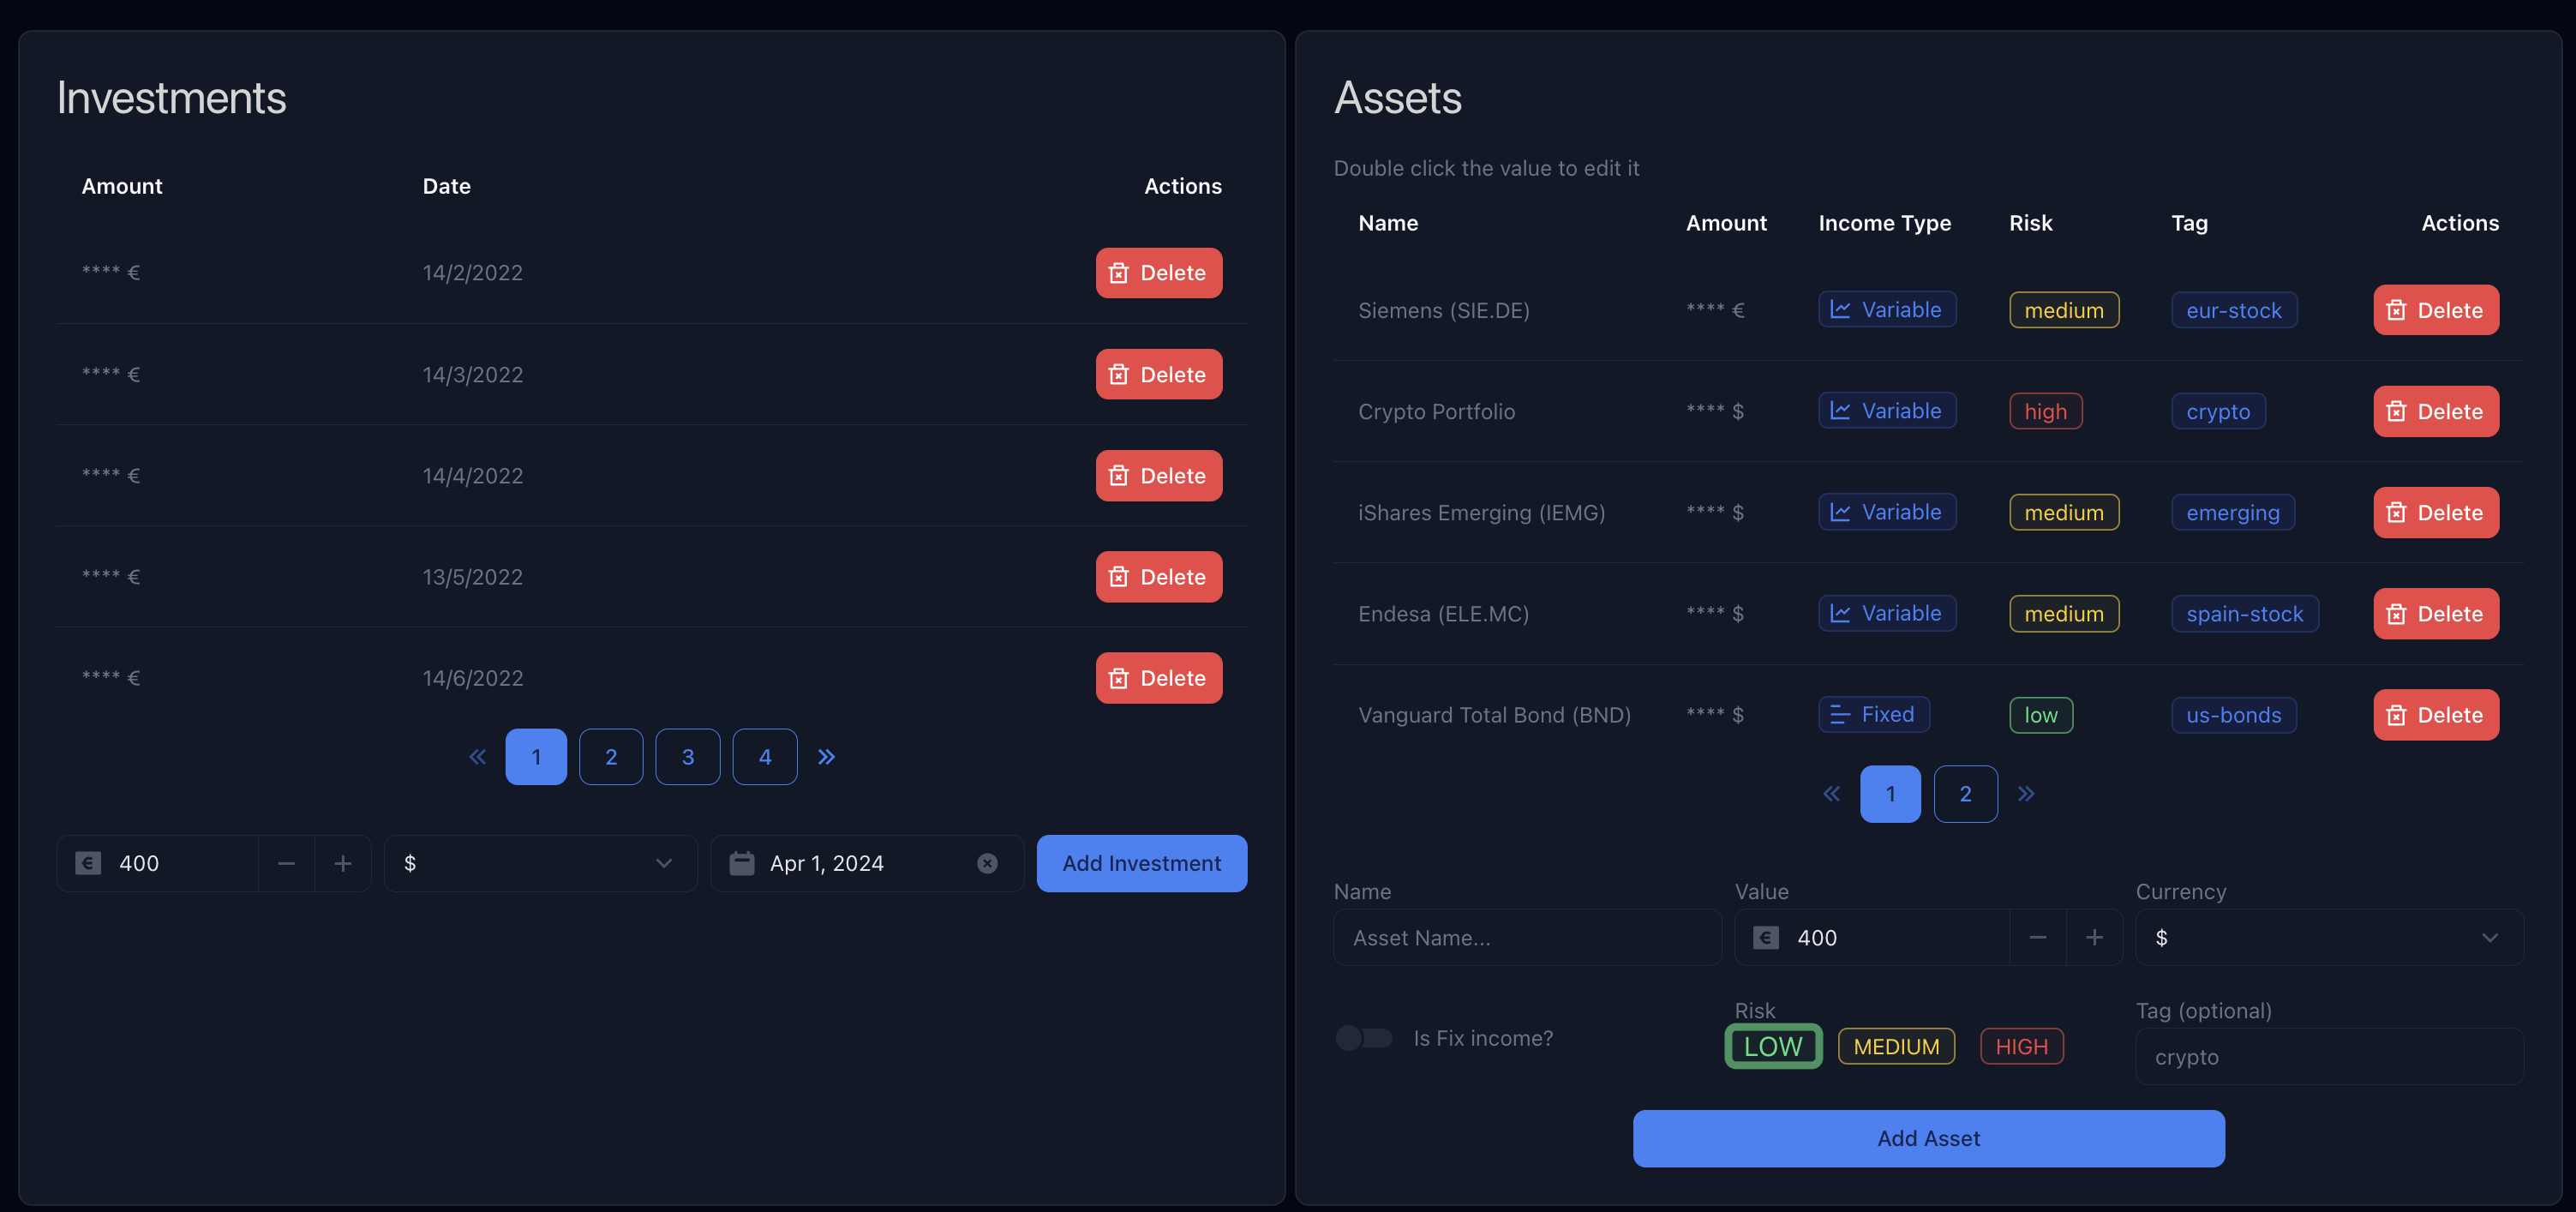 Investments
Amount Date Actions
**** € 14/2/2022 Delete
**** € 14/3/2022 Delete
**** € 14/4/2022 Delete
**** € 13/5/2022 Delete
**** € 14/6/2022 Delete
« 1 2 3 4 »
€ 400 − + $ Apr 1, 2024 Add Investment
Assets
Double click the value to edit it
Name Amount Income Type Risk Tag Actions
Siemens (SIE.DE) **** € Variable medium eur-stock Delete
Crypto Portfolio **** $ Variable high crypto Delete
iShares Emerging (IEMG) **** $ Variable medium emerging Delete
Endesa (ELE.MC) **** $ Variable medium spain-stock Delete
Vanguard Total Bond (BND) **** $ Fixed low us-bonds Delete
« 1 2 »
Name Value Currency
Asset Name... € 400 − + $
Risk Tag (optional)
Is Fix income? LOW MEDIUM HIGH crypto
Add Asset